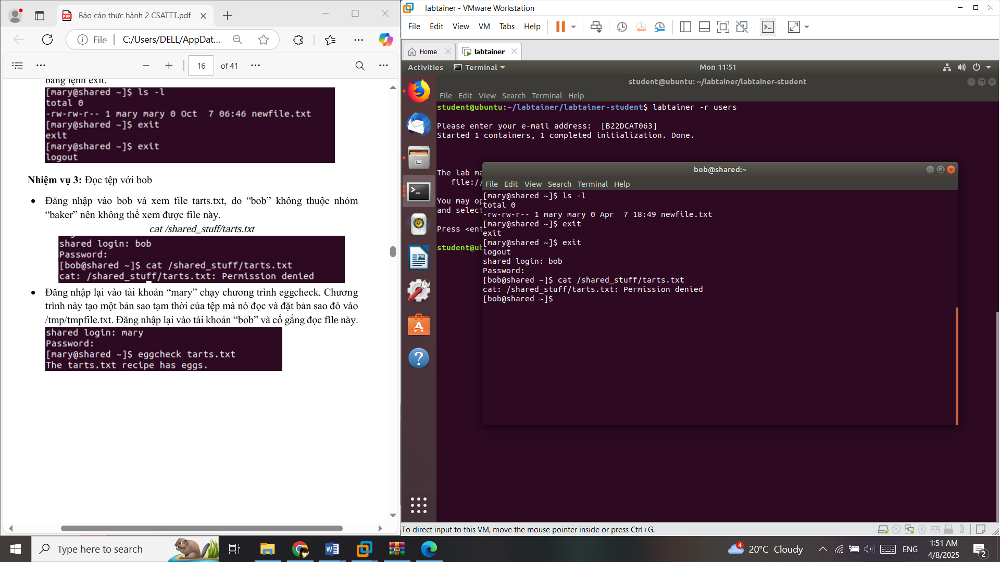 Báo cáo thực hành 2 CSATTT.pdf
File
C:/Users/DELL/AppDat...
16
of 41
bằng lệnh exit.
[mary@shared ~]$ ls -l
total 0
-rw-rw-r-- 1 mary mary 0 Oct  7 06:46 newfile.txt
[mary@shared ~]$ exit
exit
[mary@shared ~]$ exit
logout
Nhiệm vụ 3: Đọc tệp với bob
• Đăng nhập vào bob và xem file tarts.txt, do “bob” không thuộc nhóm
“baker” nên không thể xem được file này.
cat /shared_stuff/tarts.txt
shared login: bob
Password:
[bob@shared ~]$ cat /shared_stuff/tarts.txt
cat: /shared_stuff/tarts.txt: Permission denied
• Đăng nhập lại vào tài khoản “mary” chạy chương trình eggcheck. Chương
trình này tạo một bản sao tạm thời của tệp mà nó đọc và đặt bản sao đó vào
/tmp/tmpfile.txt. Đăng nhập lại vào tài khoản “bob” và cố gắng đọc file này.
shared login: mary
Password:
[mary@shared ~]$ eggcheck tarts.txt
The tarts.txt recipe has eggs.
labtainer - VMware Workstation
File Edit View VM Tabs Help
Home
labtainer
Activities
Terminal
Mon 11:51
student@ubuntu: ~/labtainer/labtainer-student
File Edit View Search Terminal Help
student@ubuntu:~/labtainer/labtainer-student$ labtainer -r users
Please enter your e-mail address:  [B22DCAT063]
Started 1 containers, 1 completed initialization. Done.
The lab ma
file://
You may op
and select
Press <ent
student@ub
bob@shared:~
File Edit View Search Terminal Help
[mary@shared ~]$ ls -l
total 0
-rw-rw-r-- 1 mary mary 0 Apr  7 18:49 newfile.txt
[mary@shared ~]$ exit
exit
[mary@shared ~]$ exit
logout
shared login: bob
Password:
[bob@shared ~]$ cat /shared_stuff/tarts.txt
cat: /shared_stuff/tarts.txt: Permission denied
[bob@shared ~]$
To direct input to this VM, move the mouse pointer inside or press Ctrl+G.
Type here to search
4
20°C Cloudy
ENG
1:51 AM
4/8/2025
2